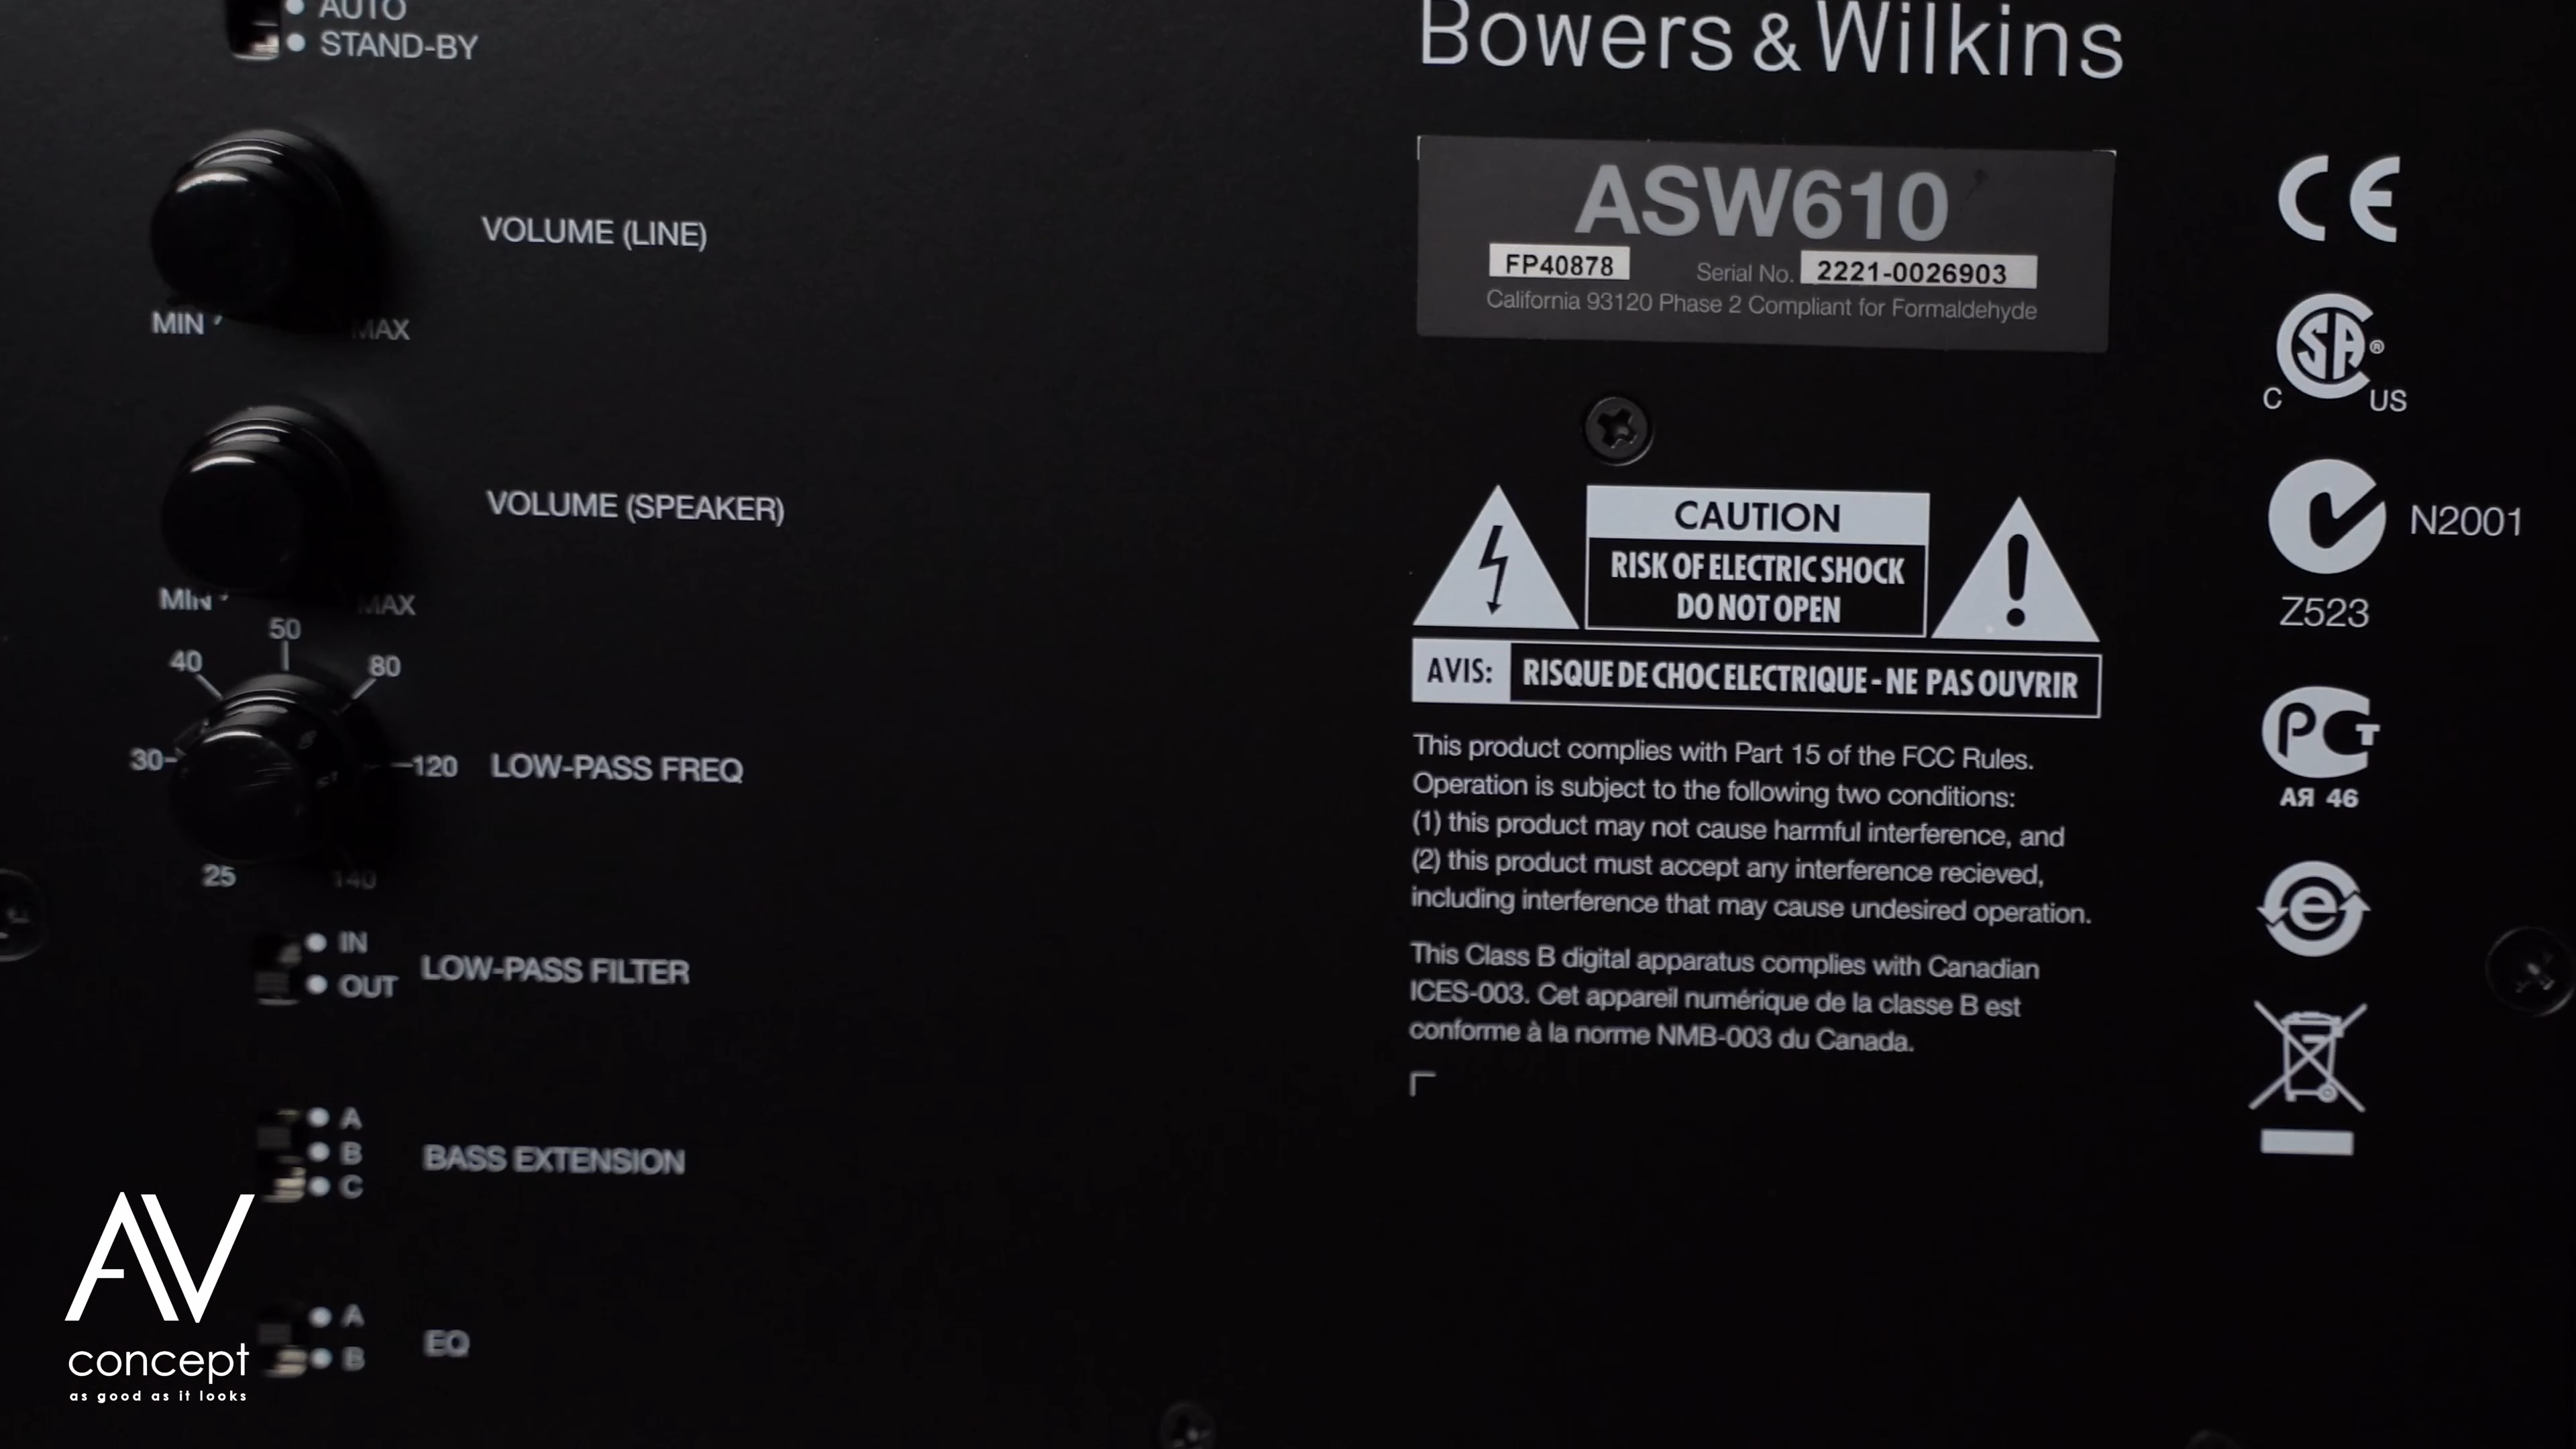 AUTO
STAND-BY
VOLUME (LINE)
MIN
MAX
VOLUME (SPEAKER)
MIN
MAX
50
40
80
30
120
LOW-PASS FREQ
25
140
IN
OUT
LOW-PASS FILTER
A
B
C
BASS EXTENSION
A
B
EQ
Bowers & Wilkins
ASW610
FP40878 Serial No. 2221-0026903
California 93120 Phase 2 Compliant for Formaldehyde
CAUTION
RISK OF ELECTRIC SHOCK
DO NOT OPEN
AVIS: RISQUE DE CHOC ELECTRIQUE - NE PAS OUVRIR
This product complies with Part 15 of the FCC Rules.
Operation is subject to the following two conditions:
(1) this product may not cause harmful interference, and
(2) this product must accept any interference recieved,
including interference that may cause undesired operation.
This Class B digital apparatus complies with Canadian
ICES-003. Cet appareil numérique de la classe B est
conforme à la norme NMB-003 du Canada.
CE
SA®
C US
N2001
Z523
РСТ
АЯ 46
e
AV
concept
as good as it looks